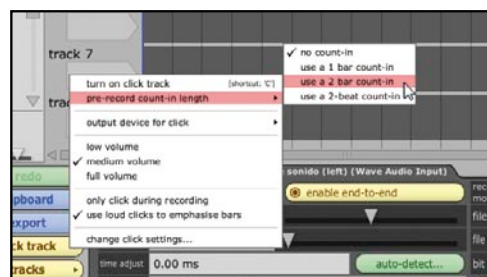 track 7
✓ no count-in
use a 1 bar count-in
use a 2 bar count-in
use a 2-beat count-in
turn on click track [shortcut: 'C']
pre-record count-in length
output device for click
low volume
✓ medium volume
full volume
only click during recording
✓ use loud clicks to emphasise bars
change click settings...
trac
redo
pboard
export
ck track
racks
sonido (left) (Wave Audio Input)
enable end-to-end
rec
mo
file
file
time adjust 0.00 ms
auto-detect...
bit